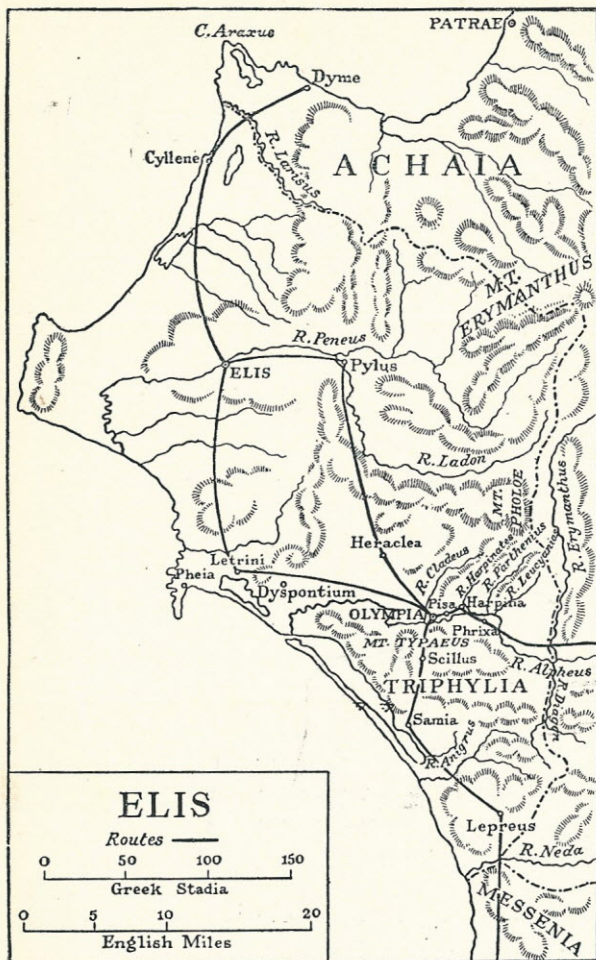 PATRAE
C. Araxus
Dyme
R. Larisus
Cyllene
ACHAIA
MT.
ERYMANTHUS
R. Peneus
ELIS
Pylus
R. Ladon
MT.
PHOLOE
R. Erymanthus
Heraclea
R. Cladeus
R. Harpinates
R. Parthenius
R. Leucyonias
Letrini
Pheia
Dyspontium
OLYMPIA
Pisa
Harpina
Phrixa
MT. TYPAEUS
Scillus
R. Alpheus
TRIPHYLIA
R. Diagon
Samia
R. Anigrus
Lepreus
R. Neda
MESSENIA
ELIS
Routes
0 50 100 150
Greek Stadia
0 5 10 20
English Miles